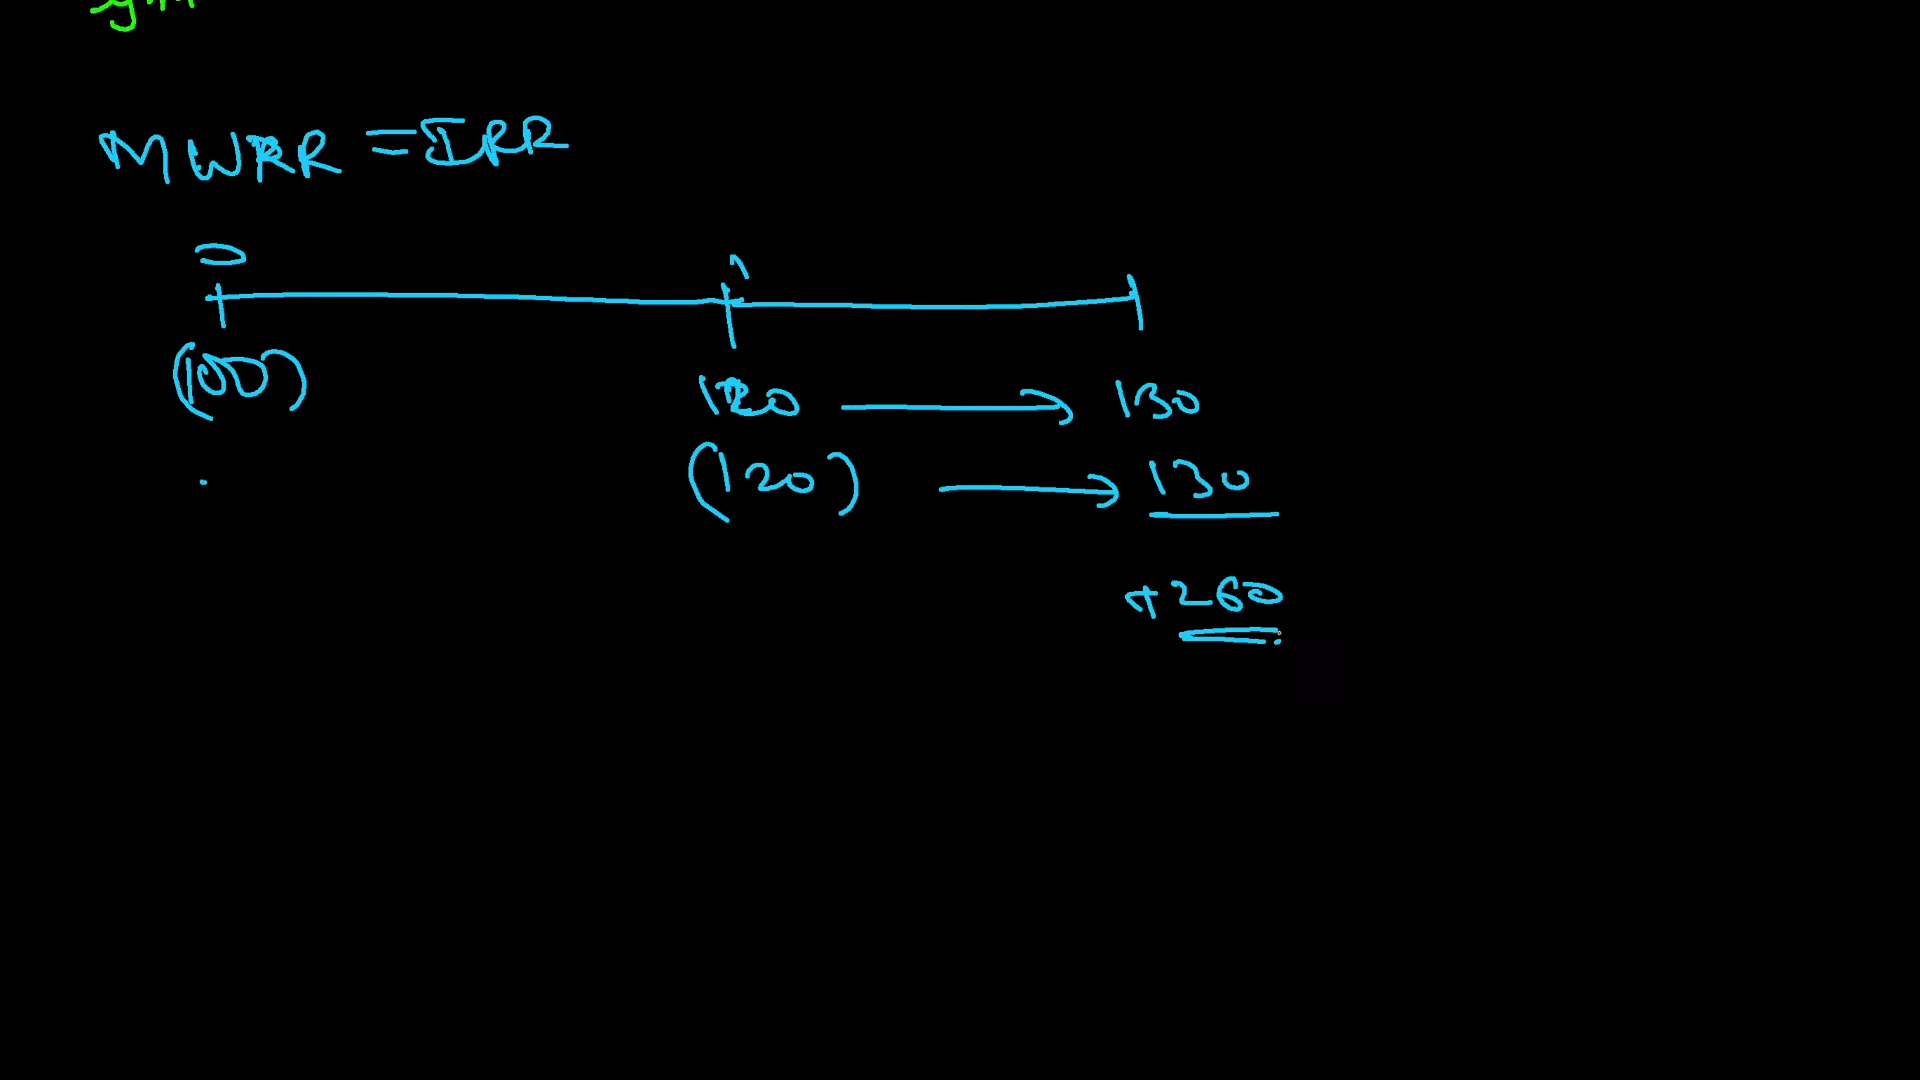 MWRR = IRR
0 1
(100)
120 → 130
(120) → 130
+260